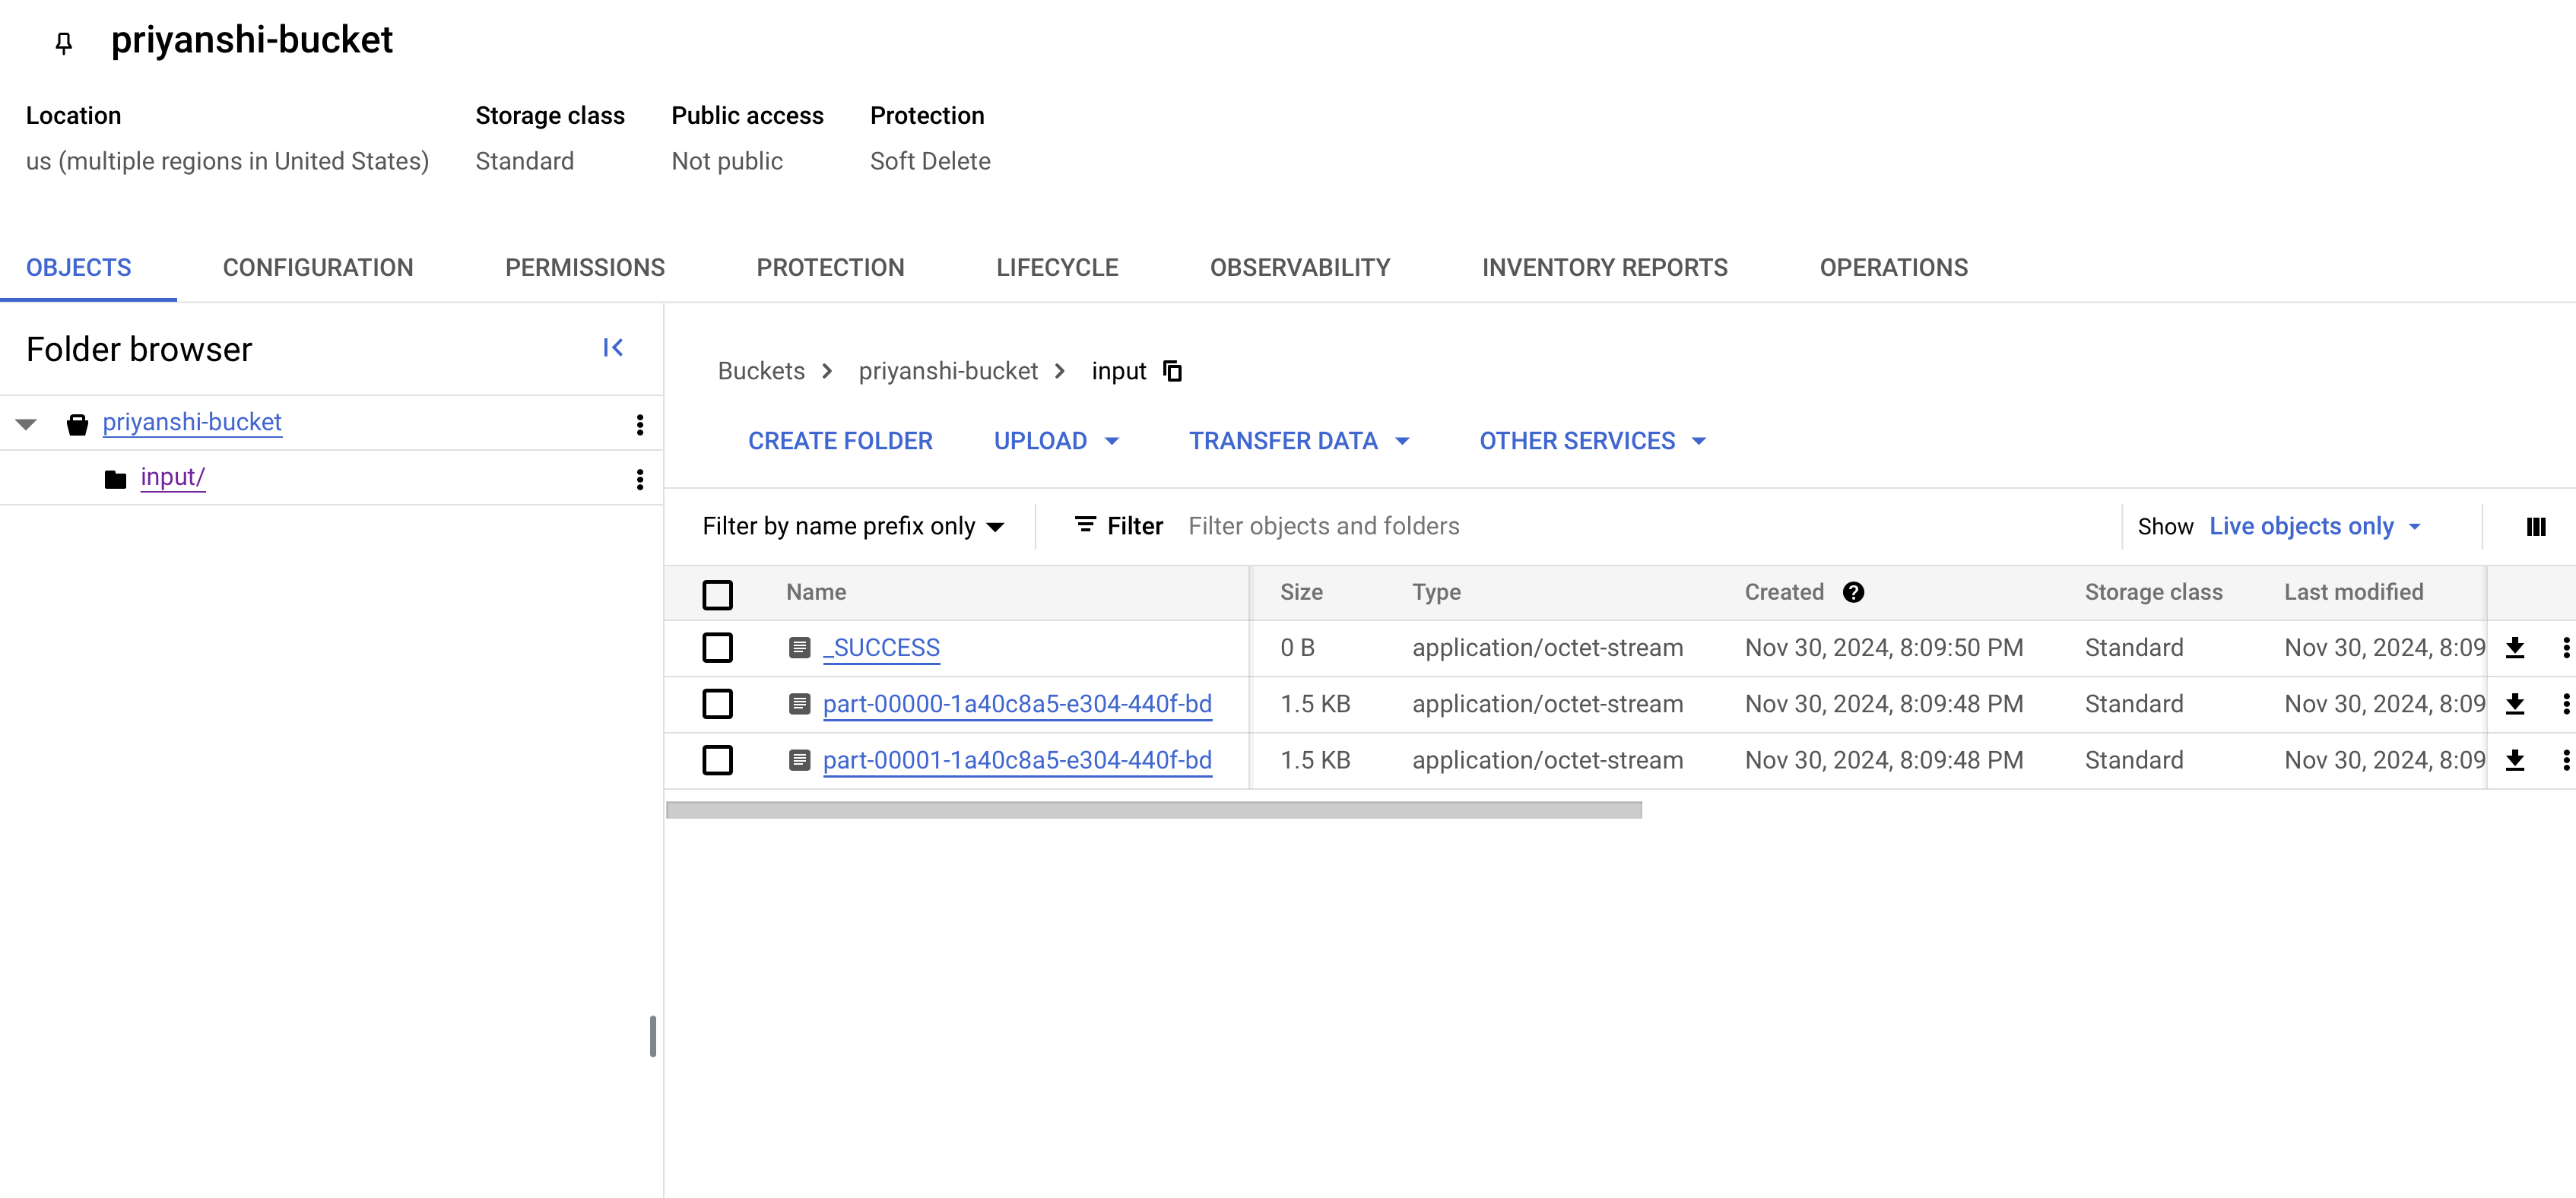 priyanshi-bucket
Location Storage class Public access Protection
us (multiple regions in United States) Standard Not public Soft Delete
OBJECTS CONFIGURATION PERMISSIONS PROTECTION LIFECYCLE OBSERVABILITY INVENTORY REPORTS OPERATIONS
Folder browser
priyanshi-bucket
input/
Buckets > priyanshi-bucket > input
CREATE FOLDER UPLOAD TRANSFER DATA OTHER SERVICES
Filter by name prefix only Filter Filter objects and folders Show Live objects only
Name Size Type Created ? Storage class Last modified
_SUCCESS 0 B application/octet-stream Nov 30, 2024, 8:09:50 PM Standard Nov 30, 2024, 8:09
part-00000-1a40c8a5-e304-440f-bd 1.5 KB application/octet-stream Nov 30, 2024, 8:09:48 PM Standard Nov 30, 2024, 8:09
part-00001-1a40c8a5-e304-440f-bd 1.5 KB application/octet-stream Nov 30, 2024, 8:09:48 PM Standard Nov 30, 2024, 8:09